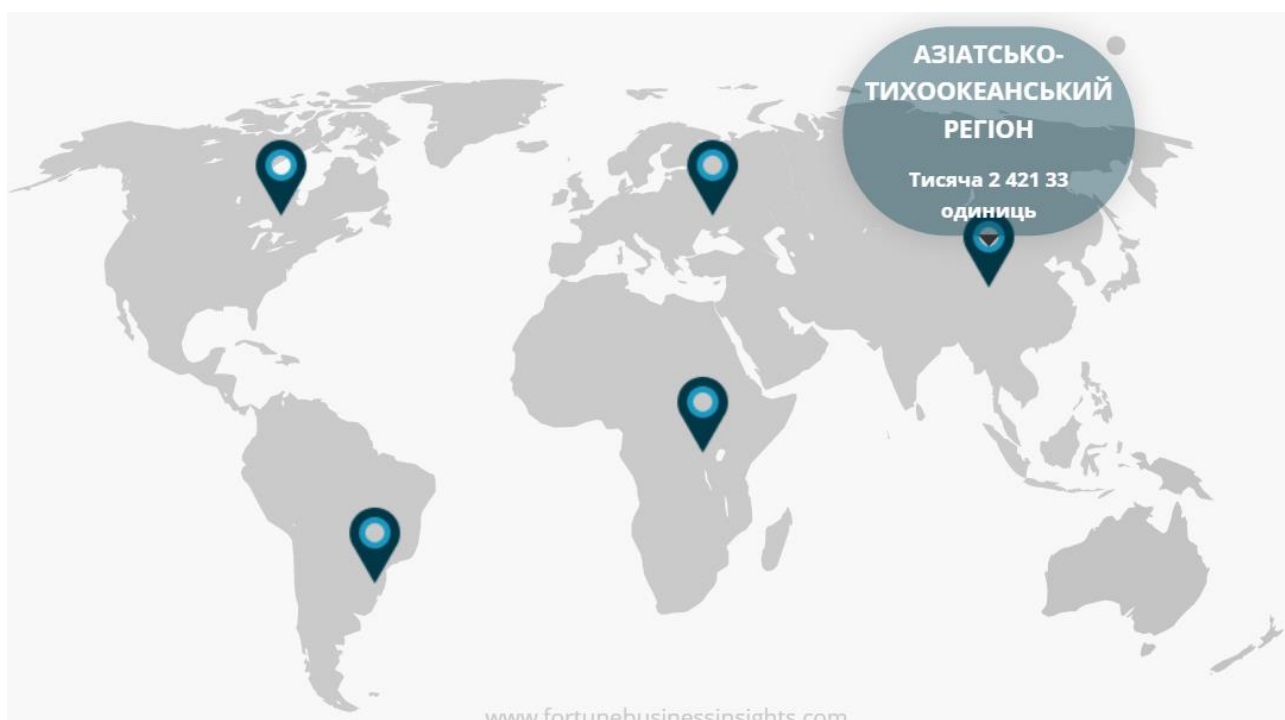 АЗІАТСЬКО-
ТИХООКЕАНСЬКИЙ
РЕГІОН
Тисяча 2 421 33
одиниць
www.fortunebusinessinsights.com